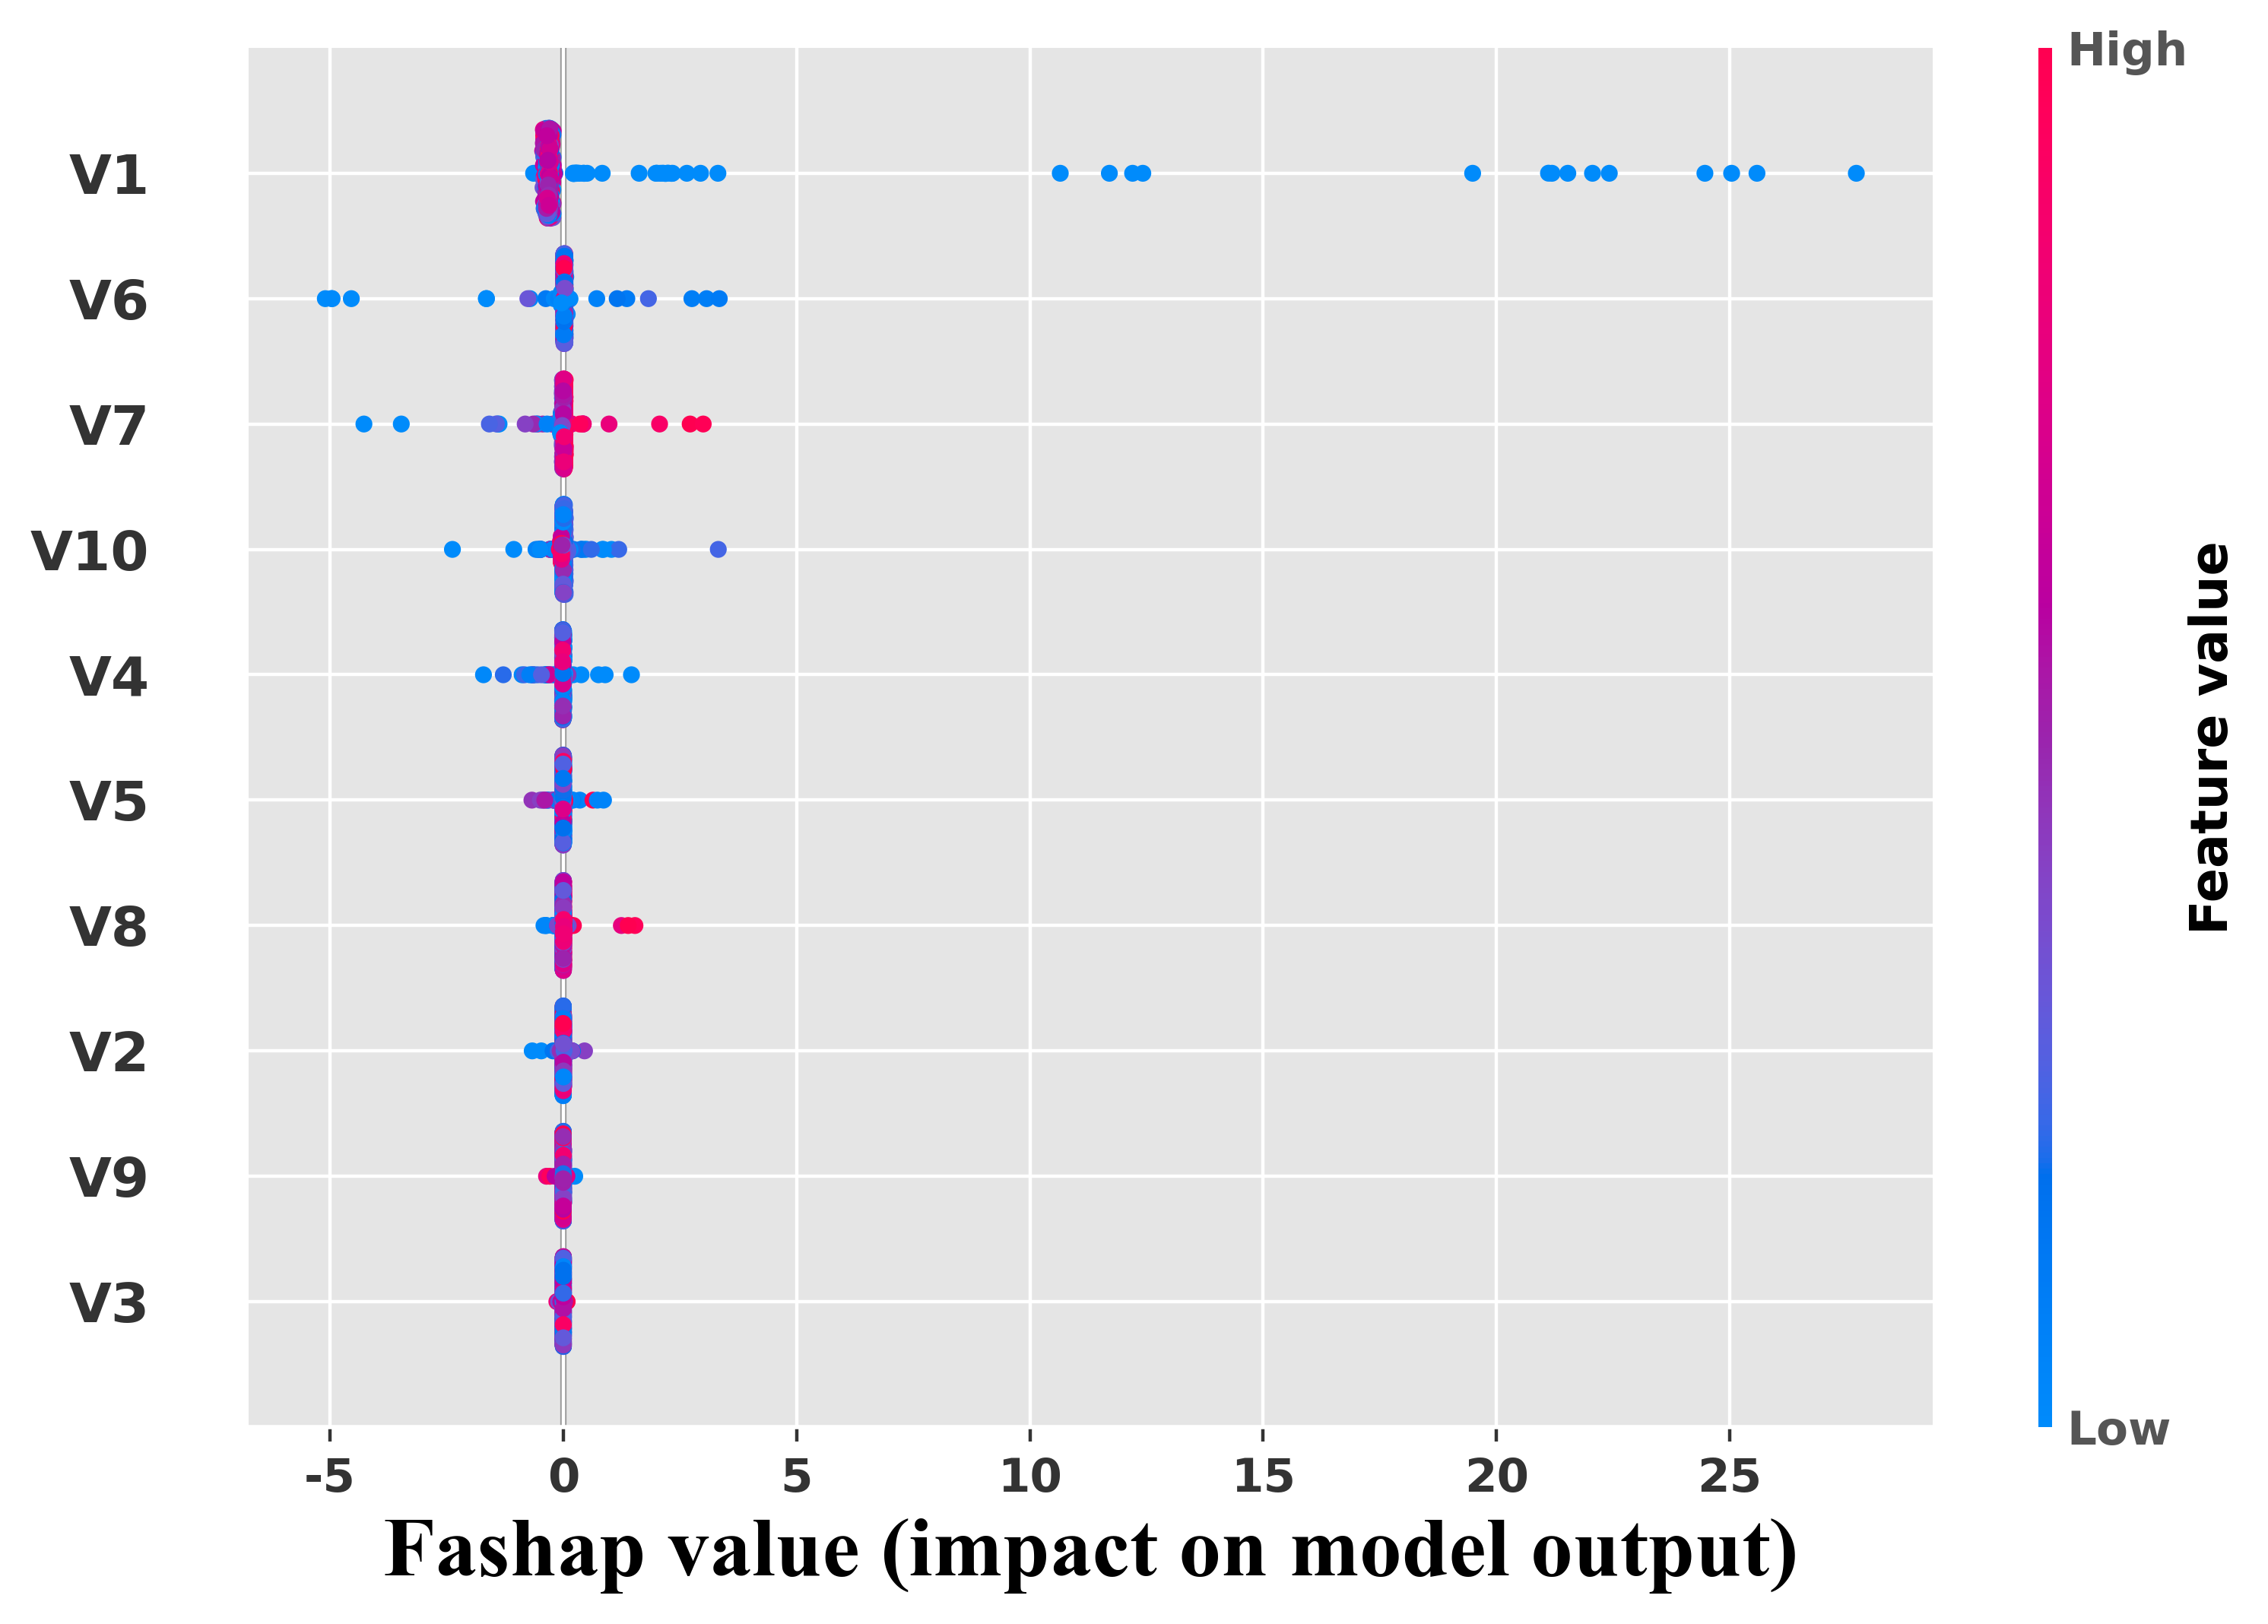 High
V1
V6
V7
V10
V4
V5
V8
V2
V9
V3
Feature value
Low
-5 0 5 10 15 20 25
Fashap value (impact on model output)